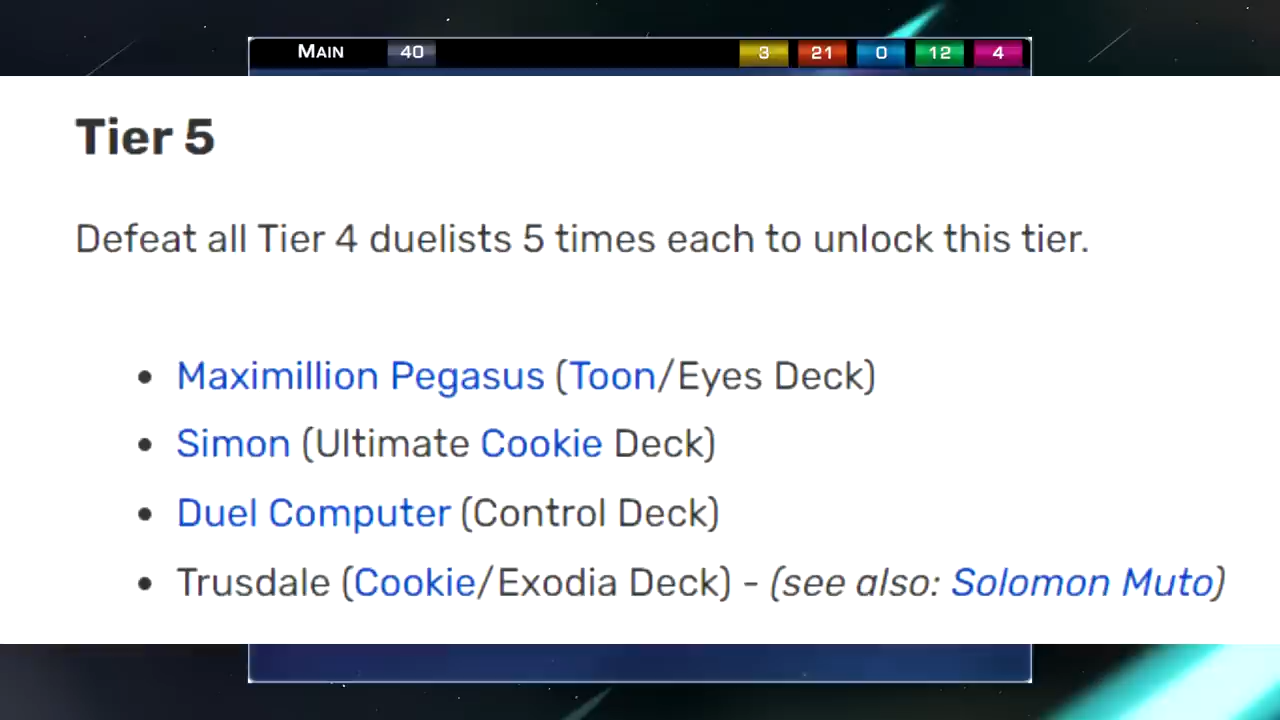 MAIN 40 3 21 0 12 4
Tier 5
Defeat all Tier 4 duelists 5 times each to unlock this tier.
• Maximillion Pegasus (Toon/Eyes Deck)
• Simon (Ultimate Cookie Deck)
• Duel Computer (Control Deck)
• Trusdale (Cookie/Exodia Deck) - (see also: Solomon Muto)